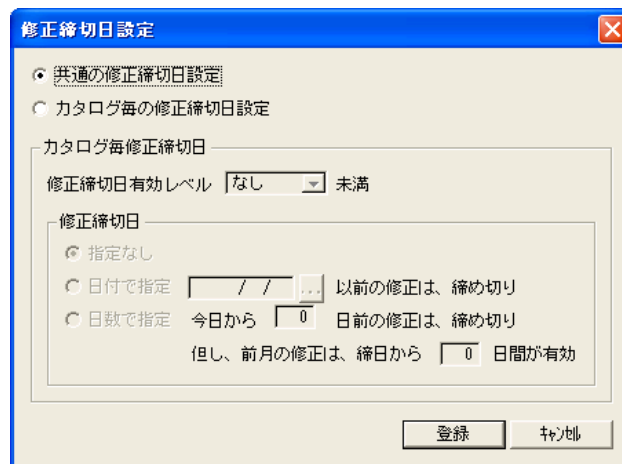 修正締切日設定
共通の修正締切日設定
カタログ毎の修正締切日設定
カタログ毎修正締切日
修正締切日有効レベル なし 未満
修正締切日
指定なし
日付で指定 / / ... 以前の修正は、締め切り
日数で指定 今日から 0 日前の修正は、締め切り
但し、前月の修正は、締日から 0 日間が有効
登録 ｷｬﾝｾﾙ